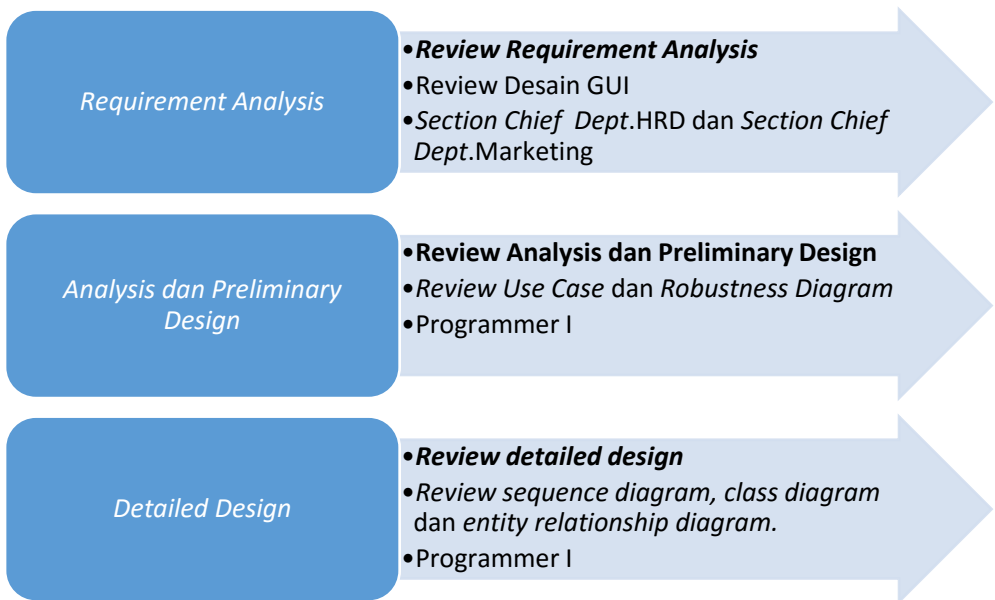 Requirement Analysis
•Review Requirement Analysis
•Review Desain GUI
•Section Chief Dept.HRD dan Section Chief
Dept.Marketing
Analysis dan Preliminary
Design
•Review Analysis dan Preliminary Design
•Review Use Case dan Robustness Diagram
•Programmer I
Detailed Design
•Review detailed design
•Review sequence diagram, class diagram
dan entity relationship diagram.
•Programmer I